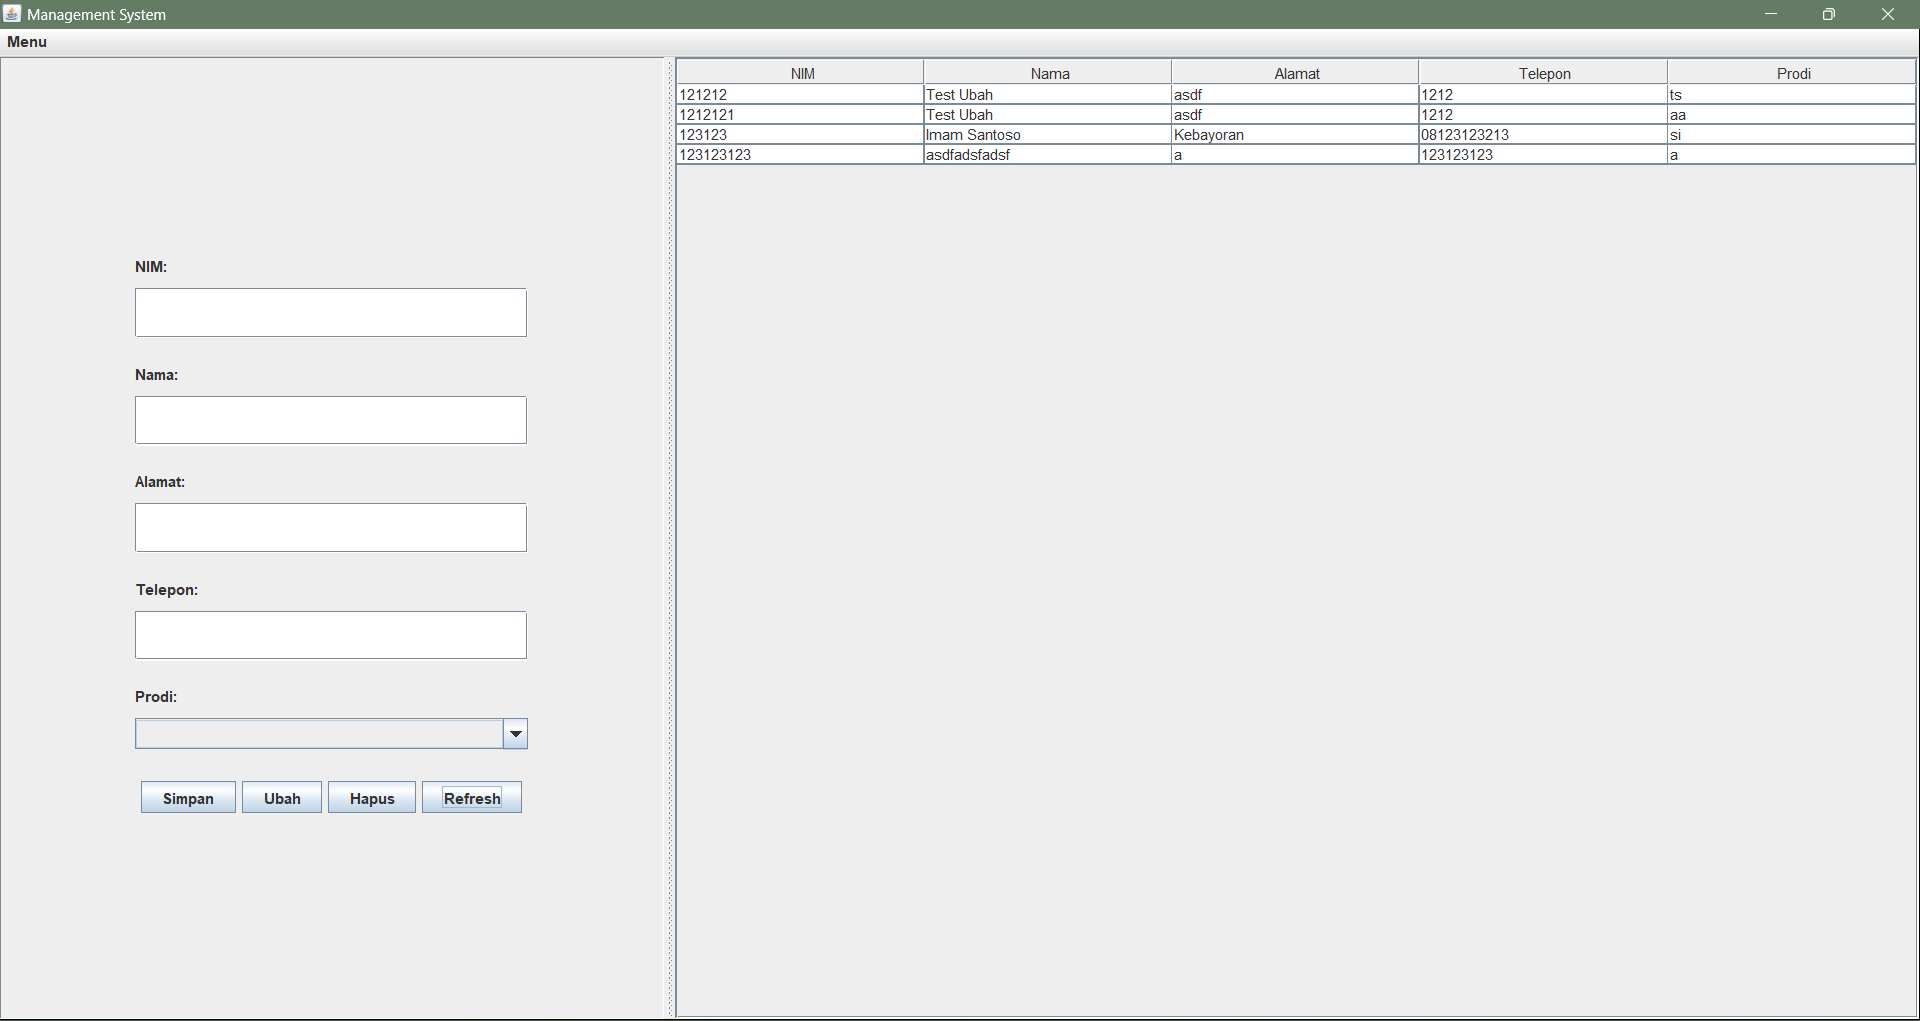 Management System
Menu
NIM:
Nama:
Alamat:
Telepon:
Prodi:
Simpan Ubah Hapus Refresh
NIM Nama Alamat Telepon Prodi
121212 Test Ubah asdf 1212 ts
1212121 Test Ubah asdf 1212 aa
123123 Imam Santoso Kebayoran 08123123213 si
123123123 asdfadsfadsf a 123123123 a